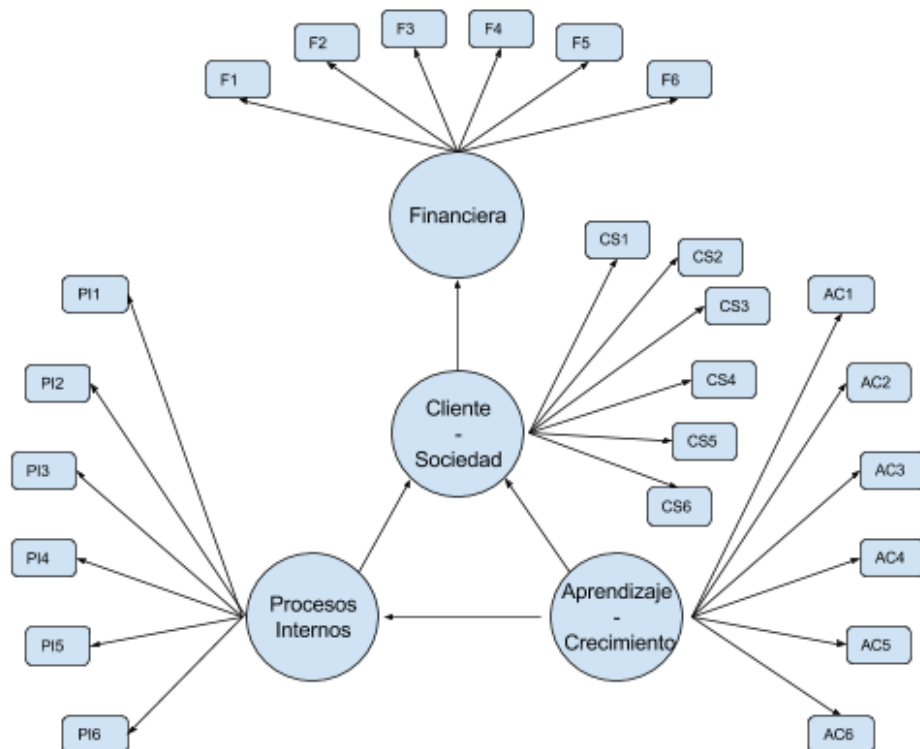 F1
F2
F3
F4
F5
F6
Financiera
CS1
CS2
CS3
CS4
CS5
CS6
Cliente
-
Sociedad
PI1
PI2
PI3
PI4
PI5
PI6
Procesos
Internos
Aprendizaje
-
Crecimiento
AC1
AC2
AC3
AC4
AC5
AC6